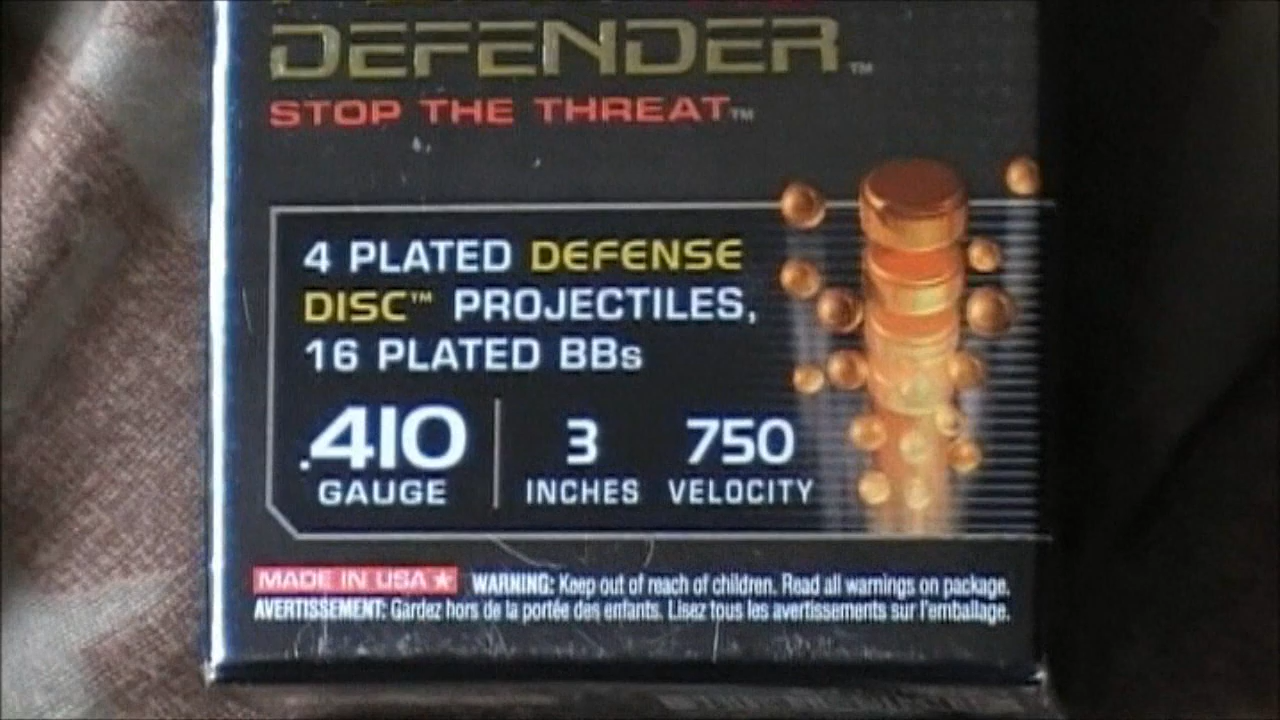 DEFENDER™
STOP THE THREAT™
4 PLATED DEFENSE
DISC™ PROJECTILES,
16 PLATED BBs
.410
GAUGE
3
INCHES
750
VELOCITY
MADE IN USA★ WARNING: Keep out of reach of children. Read all warnings on package.
AVERTISSEMENT: Gardez hors de la portée des enfants. Lisez tous les avertissements sur l'emballage.